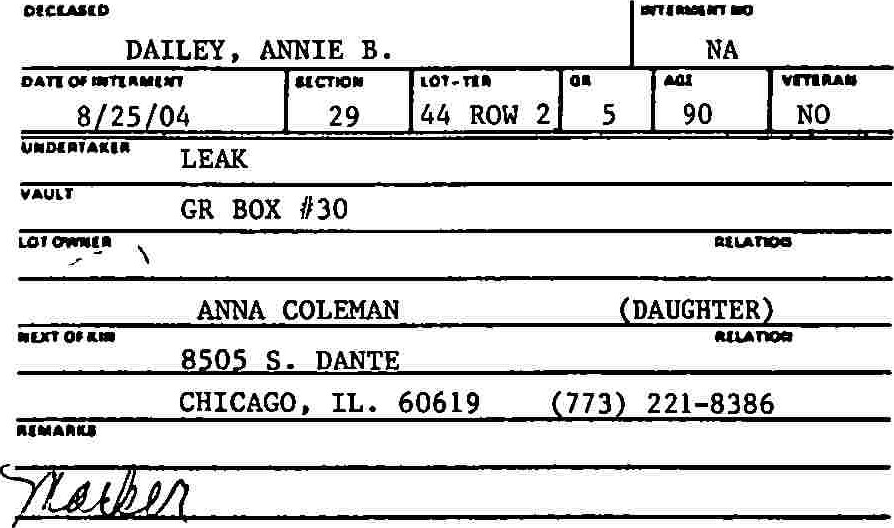 DECEASED INTERMENT NO
DAILEY, ANNIE B. NA
DATE OF INTERMENT SECTION LOT-TER GR AGE VETERAN
8/25/04 29 44 ROW 2 5 90 NO
UNDERTAKER LEAK
VAULT
GR BOX #30
LOT OWNER RELATION
ANNA COLEMAN (DAUGHTER)
NEXT OF KIN RELATION
8505 S. DANTE
CHICAGO, IL. 60619 (773) 221-8386
REMARKS
Marker